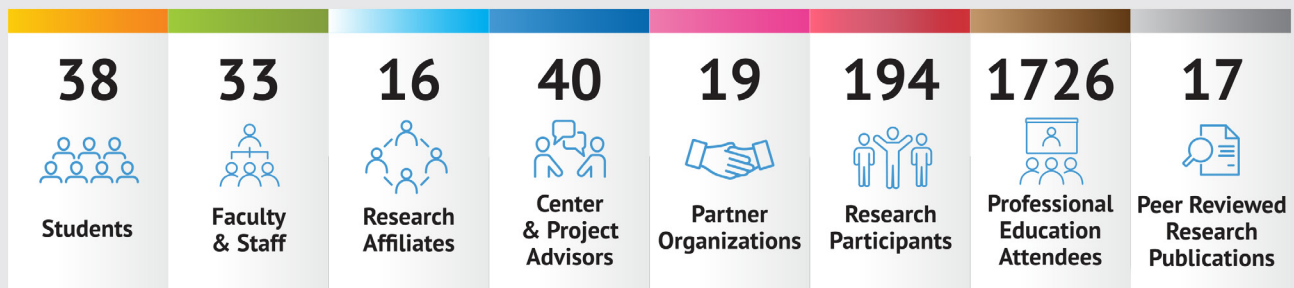 38
Students
33
Faculty
& Staff
16
Research
Affiliates
40
Center
& Project
Advisors
19
Partner
Organizations
194
Research
Participants
1726
Professional
Education
Attendees
17
Peer Reviewed
Research
Publications